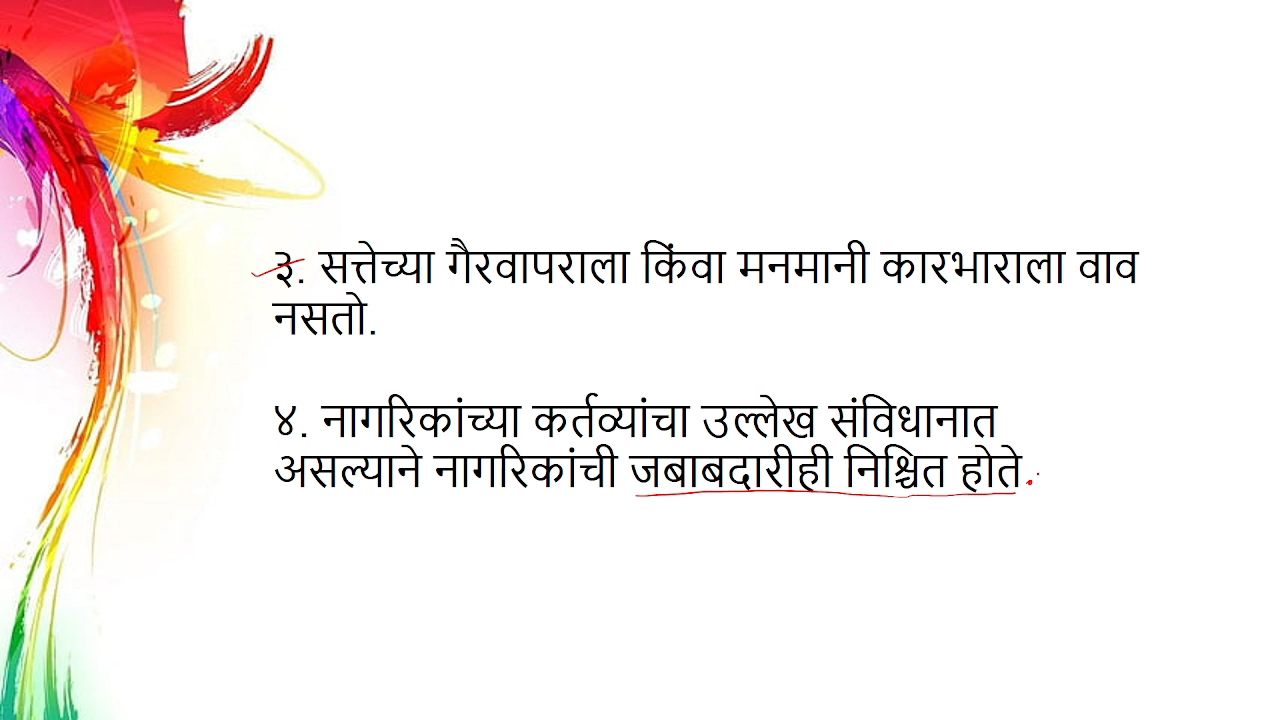 ३. सत्तेच्या गैरवापराला किंवा मनमानी कारभाराला वाव
नसतो.
४. नागरिकांच्या कर्तव्यांचा उल्लेख संविधानात
असल्याने नागरिकांची जबाबदारीही निश्चित होते.